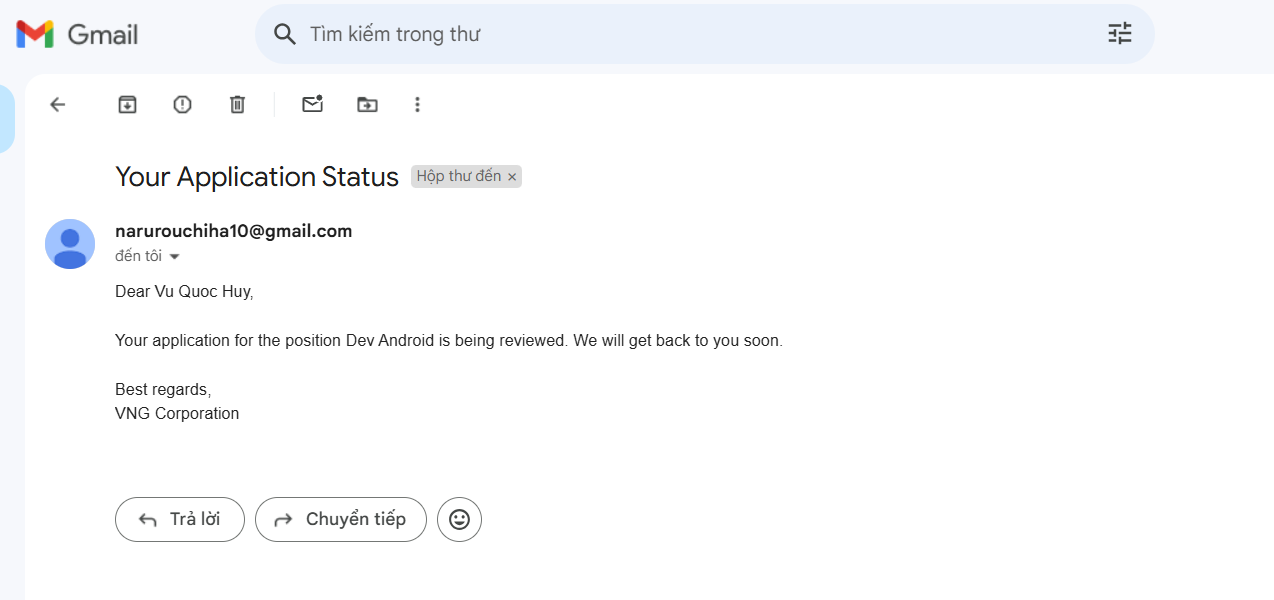 Gmail
Tìm kiếm trong thư
Your Application Status Hộp thư đến ×
narurouchiha10@gmail.com
đến tôi
Dear Vu Quoc Huy,
Your application for the position Dev Android is being reviewed. We will get back to you soon.
Best regards,
VNG Corporation
Trả lời Chuyển tiếp